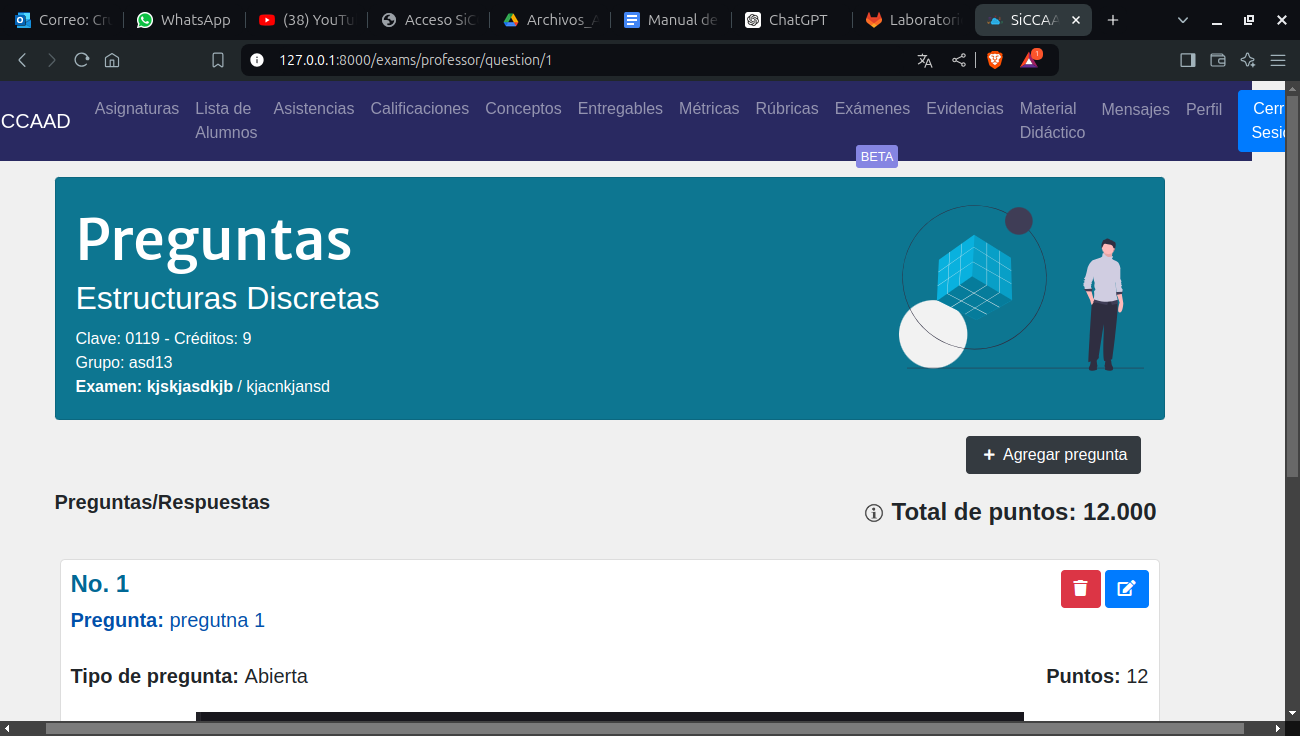 Correo: Cru
WhatsApp
(38) YouTu
Acceso SiC
Archivos_A
Manual de
ChatGPT
Laboratori
SiCCAA
127.0.0.1:8000/exams/professor/question/1
1
CCAAD
Asignaturas
Lista de
Alumnos
Asistencias
Calificaciones
Conceptos
Entregables
Métricas
Rúbricas
Exámenes
BETA
Evidencias
Material
Didáctico
Mensajes
Perfil
Cerr
Sesió
Preguntas
Estructuras Discretas
Clave: 0119 - Créditos: 9
Grupo: asd13
Examen: kjskjasdkjb / kjacnkjansd
+ Agregar pregunta
Preguntas/Respuestas
Total de puntos: 12.000
No. 1
Pregunta: pregutna 1
Tipo de pregunta: Abierta
Puntos: 12